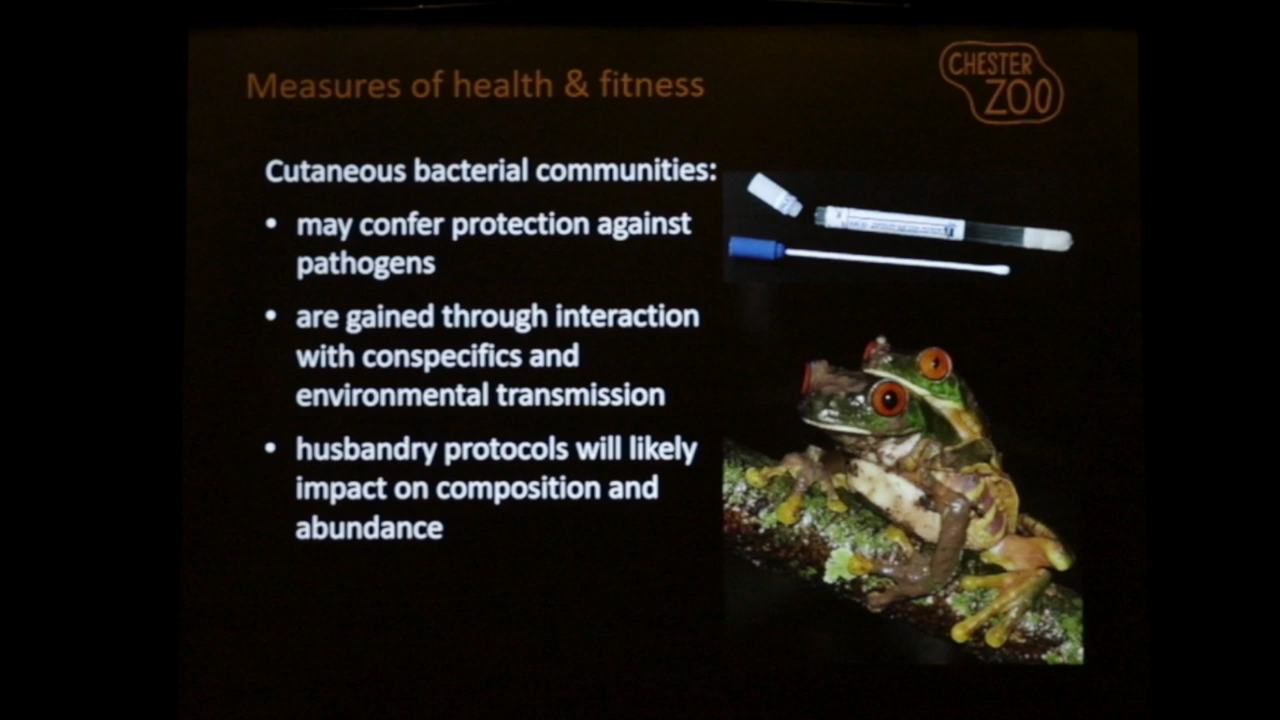 Measures of health & fitness
CHESTER
ZOO
Cutaneous bacterial communities:
• may confer protection against
pathogens
• are gained through interaction
with conspecifics and
environmental transmission
• husbandry protocols will likely
impact on composition and
abundance